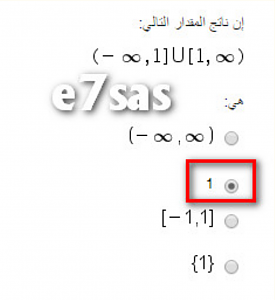 إن ناتج المقدار التالي:
(- ∞,1]U[1, ∞)
e7sas
هي:
(- ∞, ∞)
1
[-1,1]
{1}